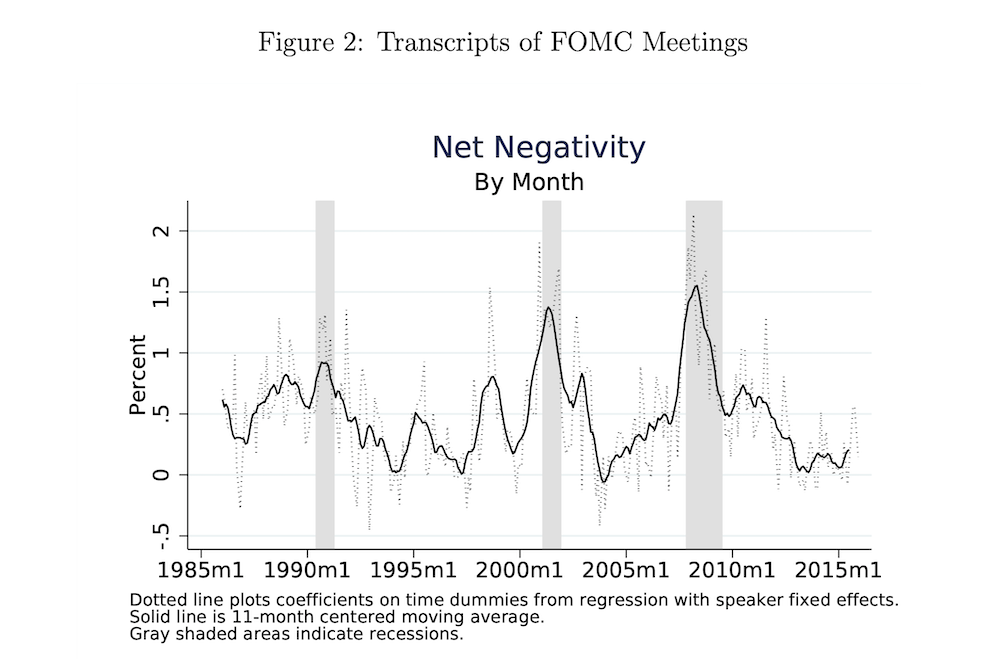 Figure 2: Transcripts of FOMC Meetings
Net Negativity
By Month
Percent
2
1.5
1
.5
0
-.5
1985m1 1990m1 1995m1 2000m1 2005m1 2010m1 2015m1
Dotted line plots coefficients on time dummies from regression with speaker fixed effects.
Solid line is 11-month centered moving average.
Gray shaded areas indicate recessions.